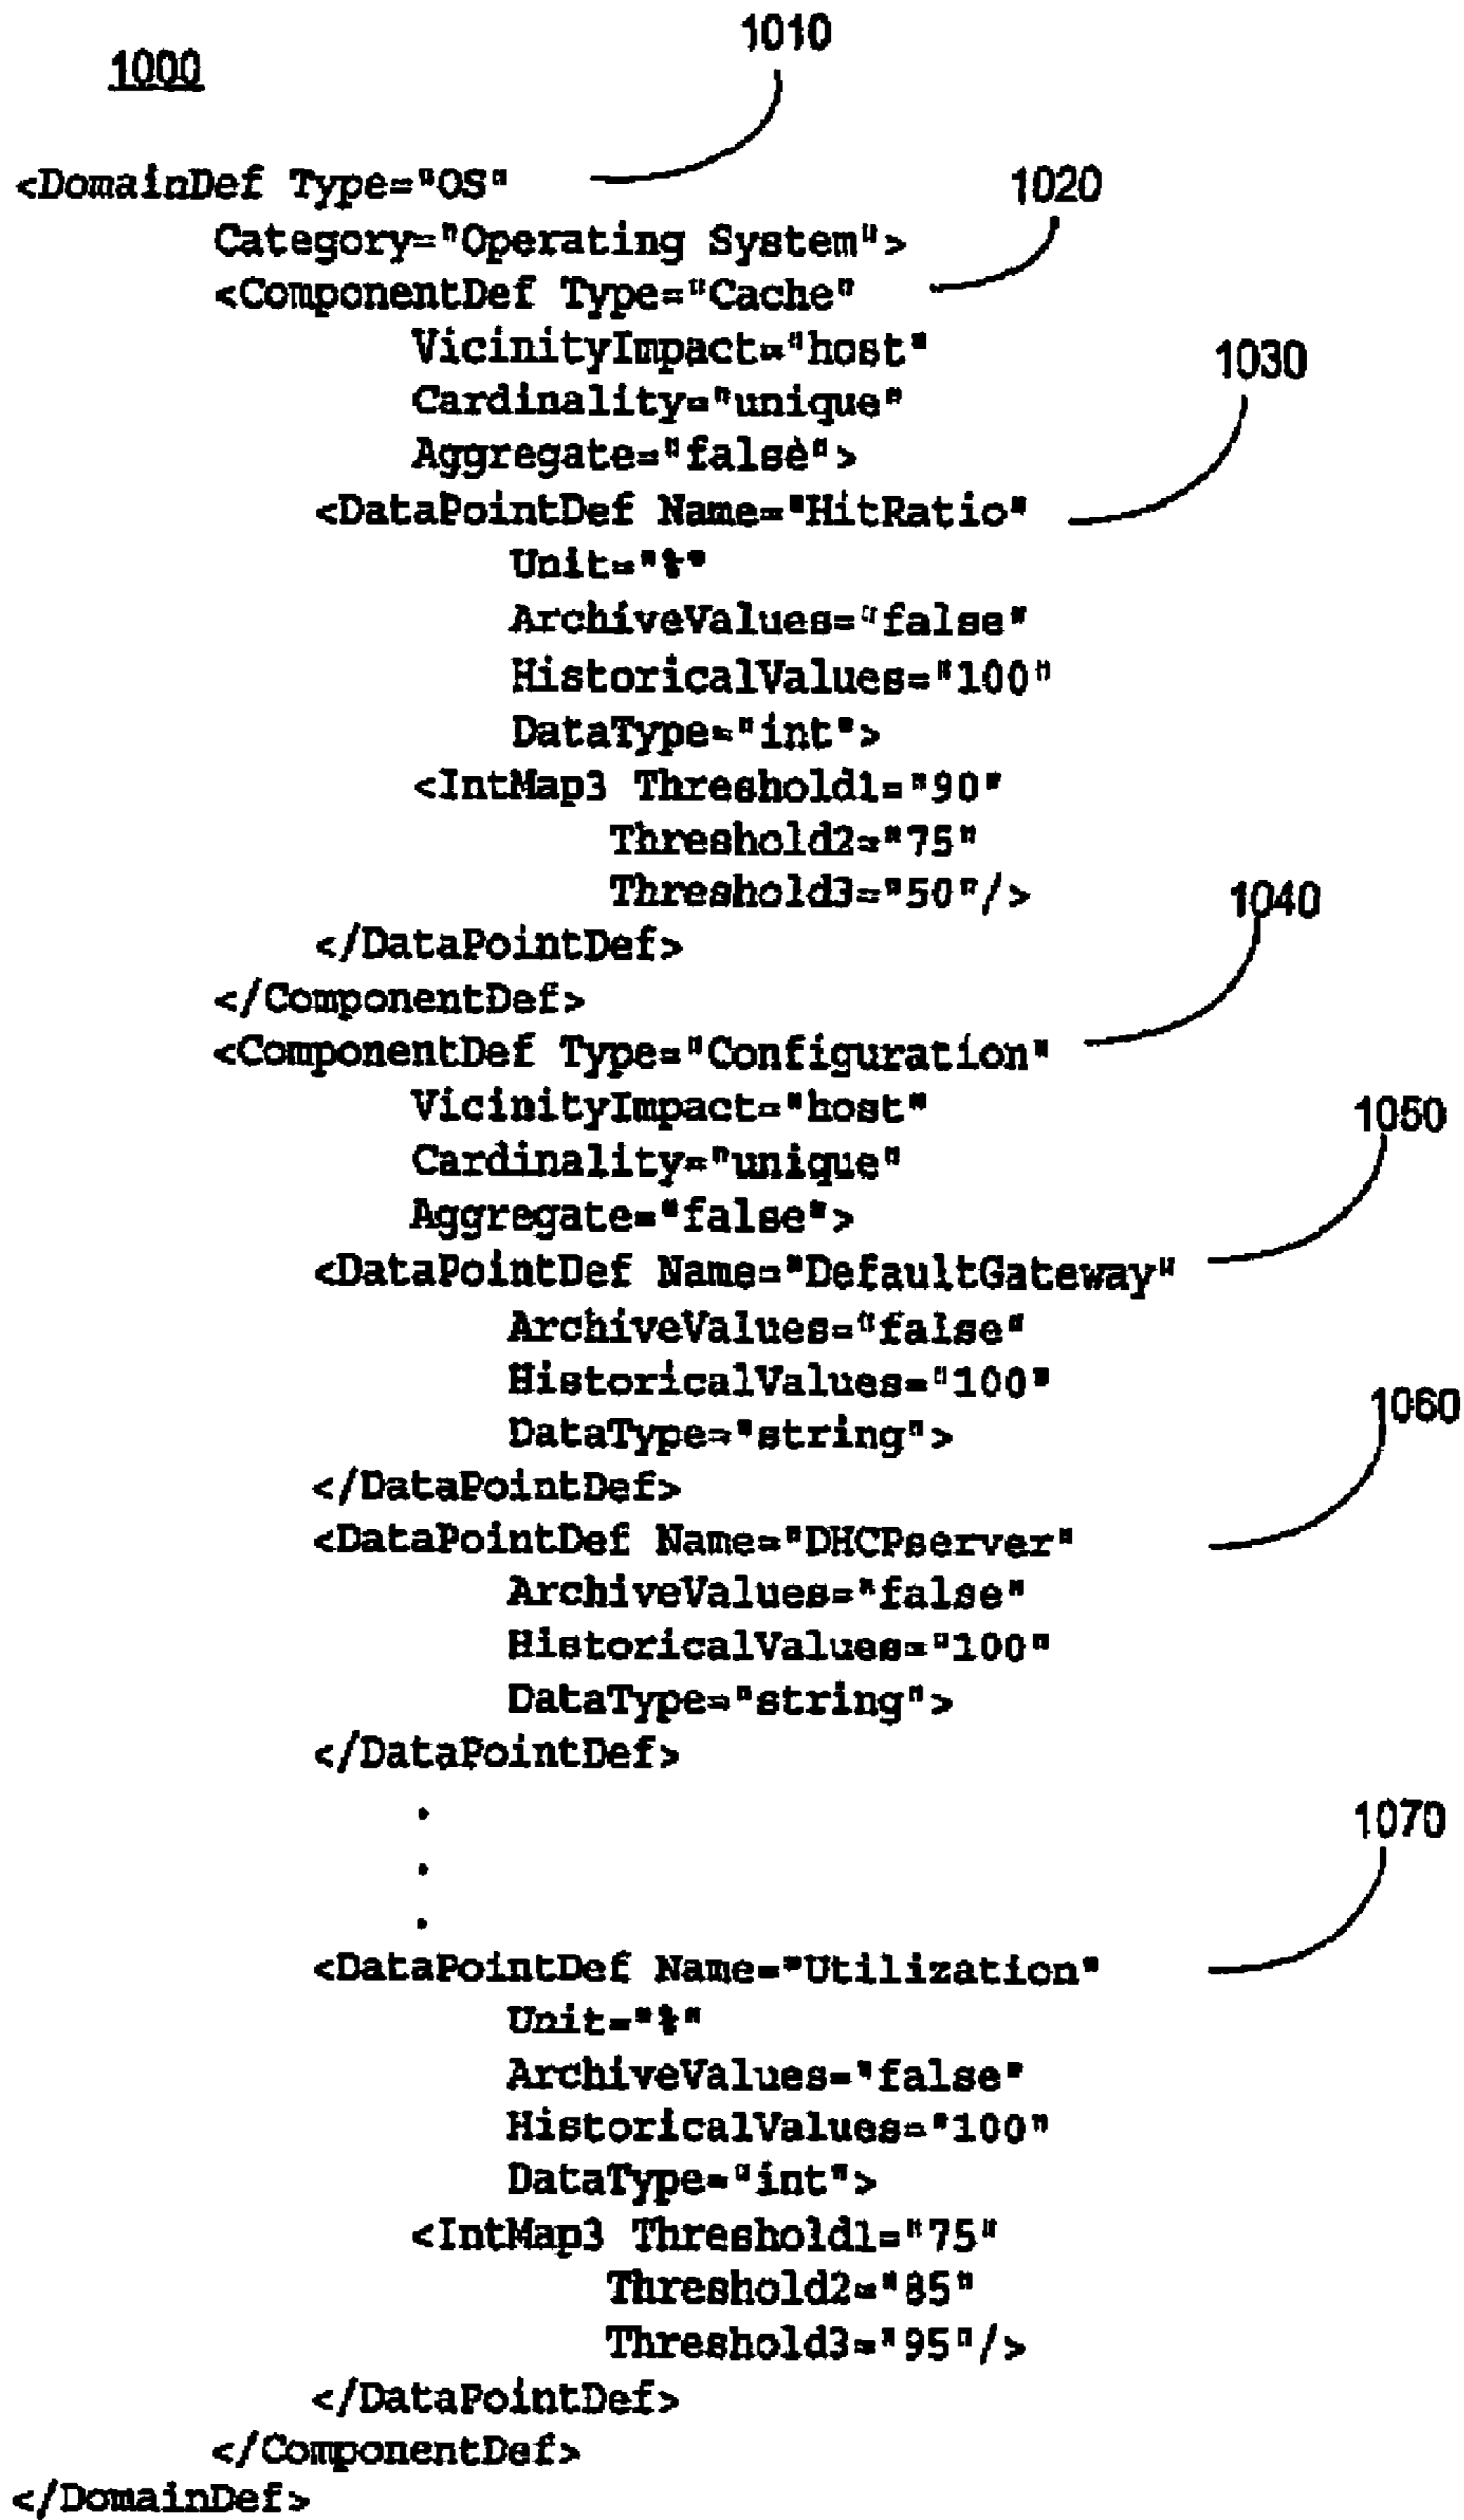 1010
1000
<DomainDef Type="OS"
1020
Category="Operating System">
<ComponentDef Type="Cache"
VicinityImpact="host"
1030
Cardinality="unique"
Aggregate="false">
<DataPointDef Name="HitRatio"
Unit="%"
ArchiveValues="false"
HistoricalValues="100"
DataType="int">
<IntMap3 Threshold1="90"
Threshold2="75"
Threshold3="50"/>
1040
</DataPointDef>
</ComponentDef>
<ComponentDef Type="Configuration"
VicinityImpact="host"
1050
Cardinality="unique"
Aggregate="false">
<DataPointDef Name="DefaultGateway"
ArchiveValues="false"
HistoricalValues="100"
1060
DataType="string">
</DataPointDef>
<DataPointDef Name="DHCPserver"
ArchiveValues="false"
HistoricalValues="100"
DataType="string">
</DataPointDef>
.
1070
.
.
<DataPointDef Name="Utilization"
Unit="%"
ArchiveValues="false"
HistoricalValues="100"
DataType="int">
<IntMap3 Threshold1="75"
Threshold2="85"
Threshold3="95"/>
</DataPointDef>
</ComponentDef>
</DomainDef>